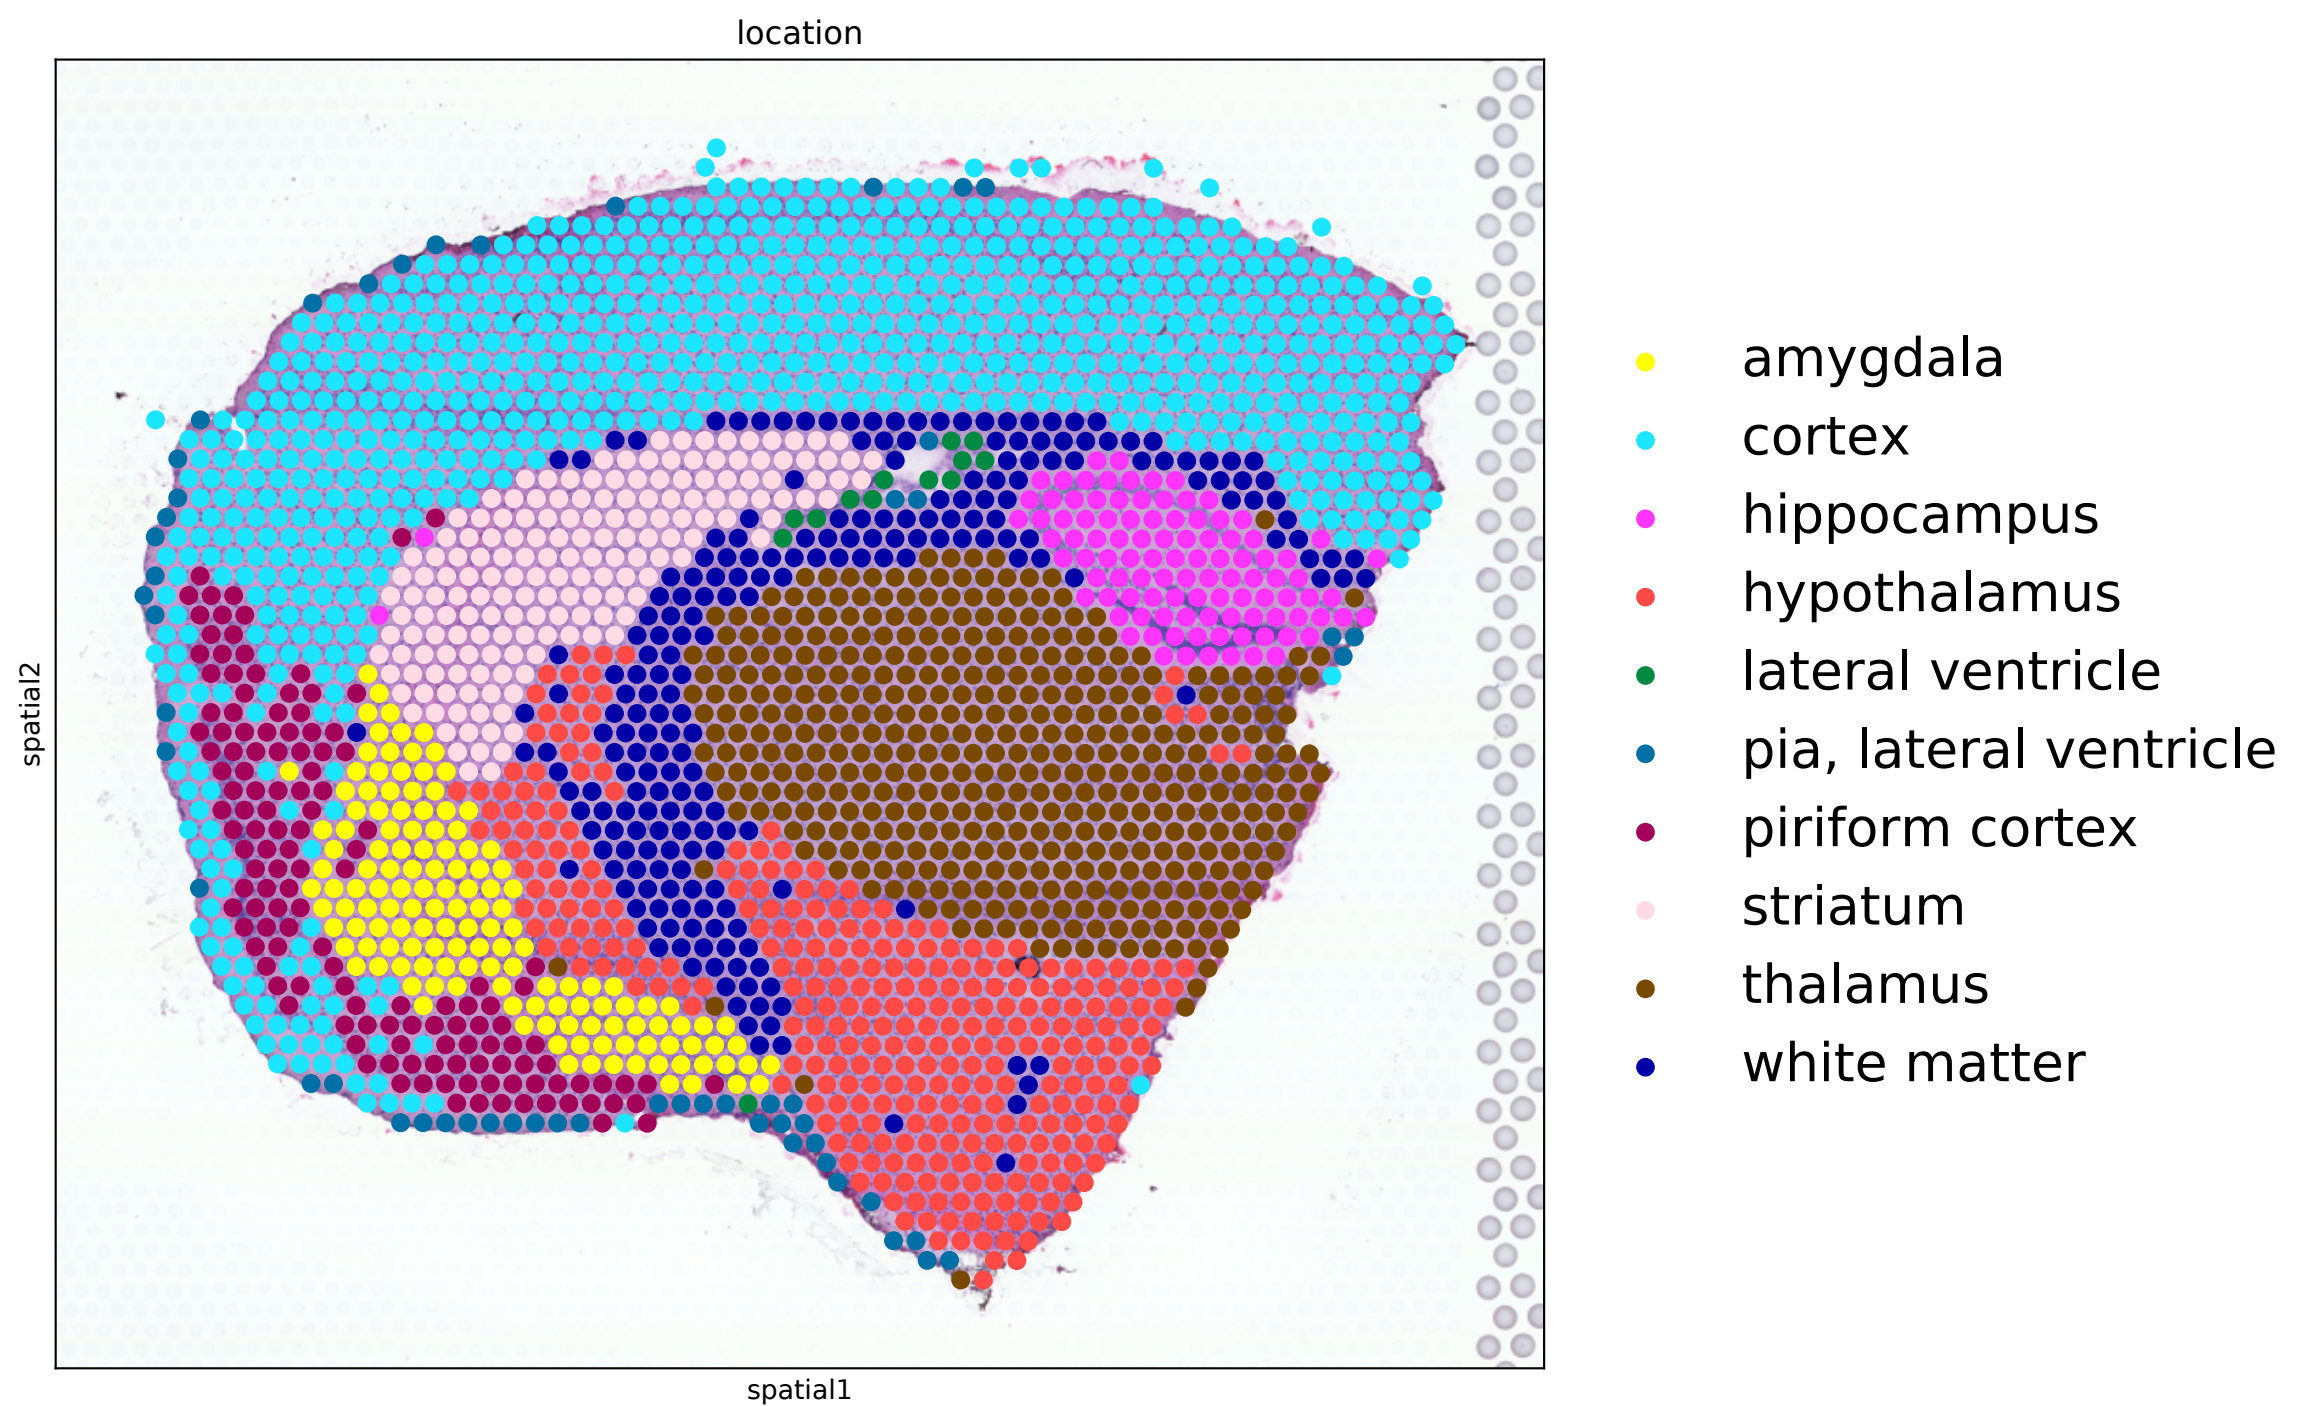 location
spatial2
spatial1
amygdala
cortex
hippocampus
hypothalamus
lateral ventricle
pia, lateral ventricle
piriform cortex
striatum
thalamus
white matter